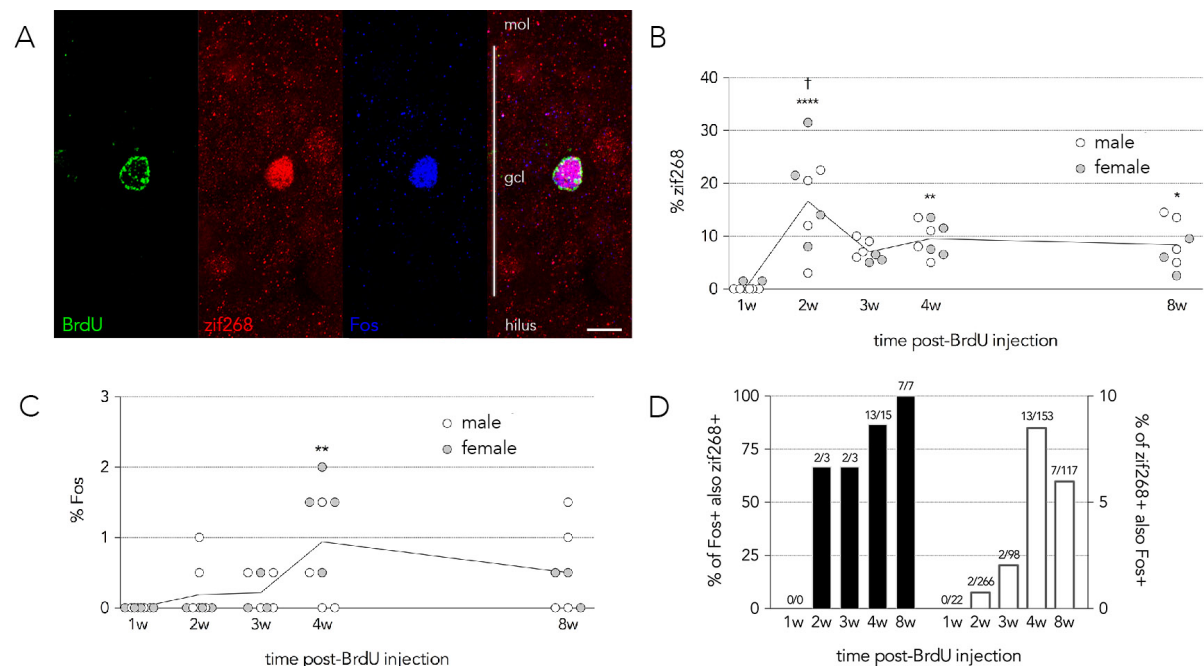 A
mol
gcl
hilus
BrdU
zif268
Fos
B
% zif268
40
30
20
10
0
†
****
**
*
male
female
1w 2w 3w 4w 8w
time post-BrdU injection
C
% Fos
3
2
1
0
**
male
female
1w 2w 3w 4w 8w
time post-BrdU injection
D
% of Fos+ also zif268+
100
75
50
25
0
0/0 2/3 2/3 13/15 7/7
0/22 2/266 2/98 13/153 7/117
1w 2w 3w 4w 8w 1w 2w 3w 4w 8w
10
5
0
% of zif268+ also Fos+
time post-BrdU injection